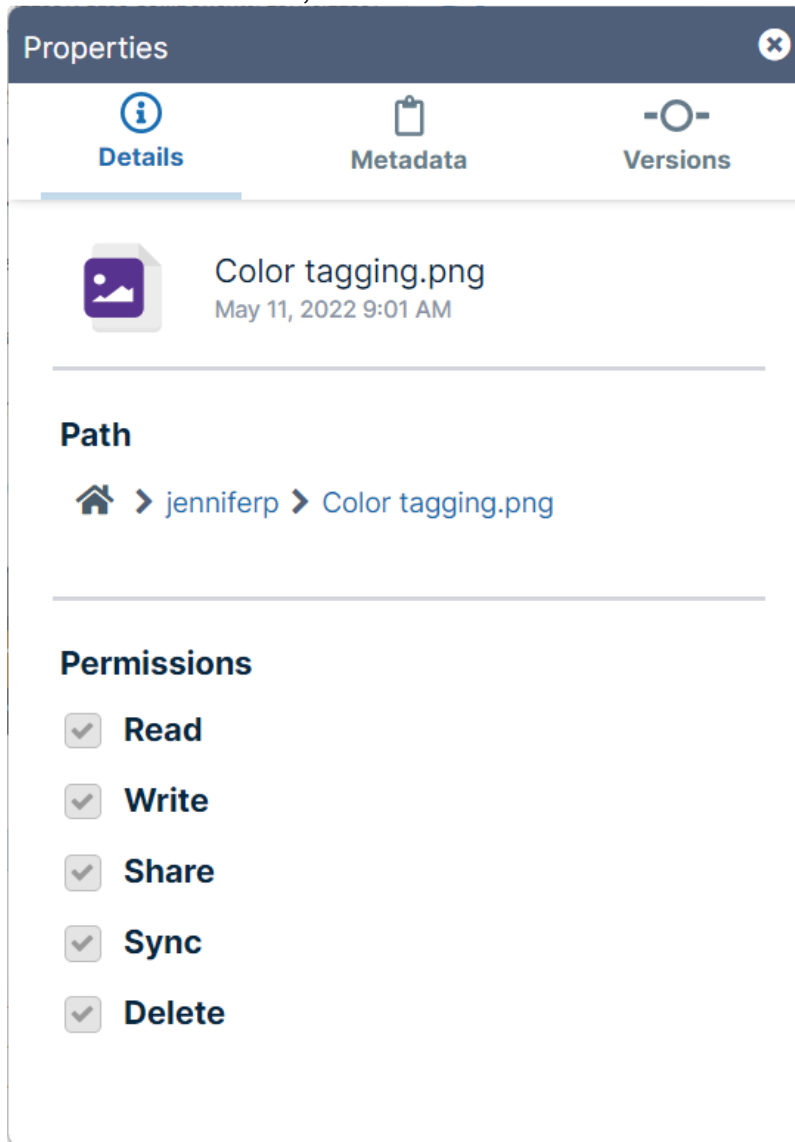 Properties
Details Metadata Versions
Color tagging.png
May 11, 2022 9:01 AM
Path
jenniferp Color tagging.png
Permissions
Read
Write
Share
Sync
Delete